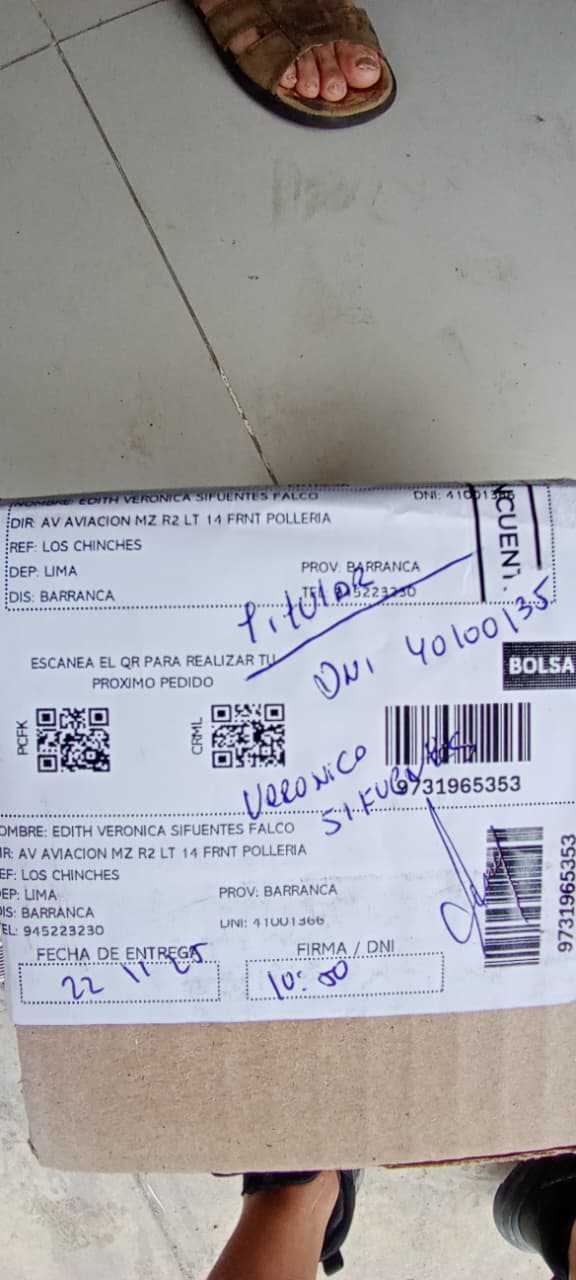 NOMBRE: EDITH VERONICA SIFUENTES FALCO DNI: 41001366
DIR: AV AVIACION MZ R2 LT 14 FRNT POLLERIA
REF: LOS CHINCHES
DEP: LIMA PROV: BARRANCA
DIS: BARRANCA TEL: 945223230
NCUENT.
TITULAR
DNI 40100135
ESCANEA EL QR PARA REALIZAR TU
PROXIMO PEDIDO
BOLSA
PCFK
CRML
VERONICA
SIFUENTES
9731965353
OMBRE: EDITH VERONICA SIFUENTES FALCO
IR: AV AVIACION MZ R2 LT 14 FRNT POLLERIA
EF: LOS CHINCHES
EP: LIMA PROV: BARRANCA
IS: BARRANCA
EL: 945223230 DNI: 41001366
9731965353
FECHA DE ENTREGA FIRMA / DNI
22 11 25 10:00